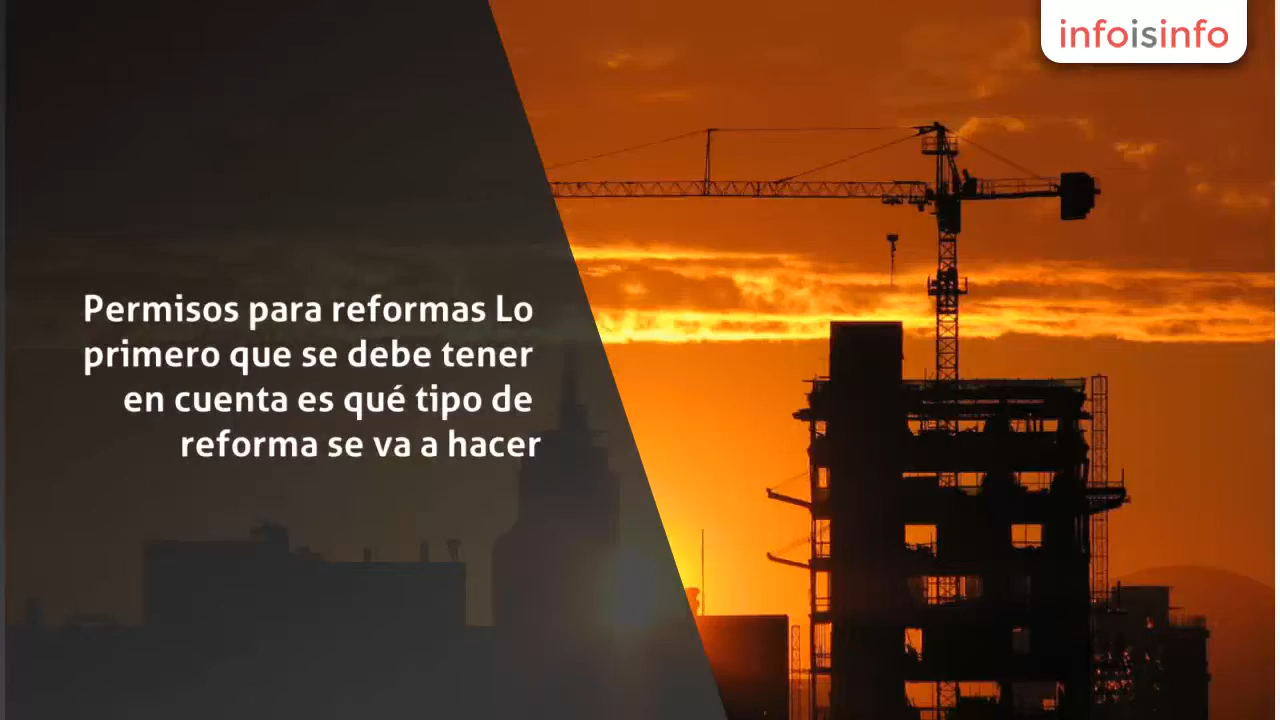 infoisinfo
Permisos para reformas Lo
primero que se debe tener
en cuenta es qué tipo de
reforma se va a hacer